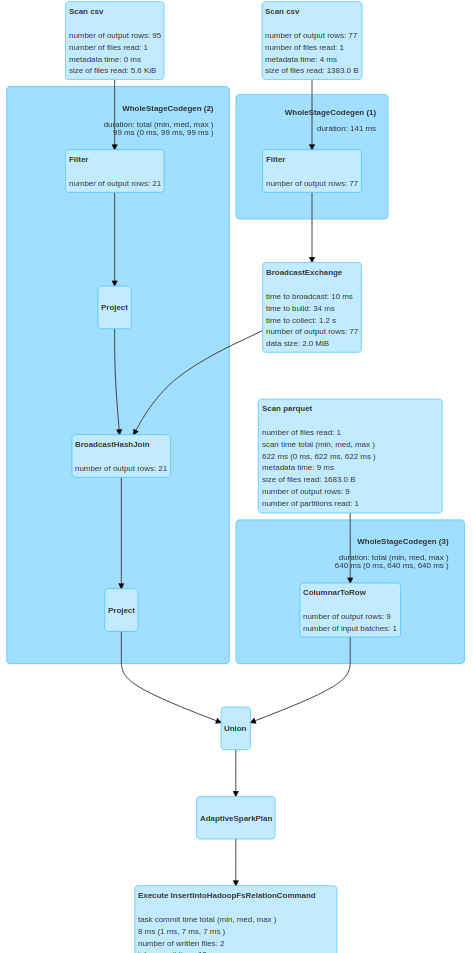 Scan csv
number of output rows: 95
number of files read: 1
metadata time: 0 ms
size of files read: 5.6 KiB
Scan csv
number of output rows: 77
number of files read: 1
metadata time: 4 ms
size of files read: 1383.0 B
WholeStageCodegen (2)
duration: total (min, med, max )
99 ms (0 ms, 99 ms, 99 ms )
WholeStageCodegen (1)
duration: 141 ms
Filter
number of output rows: 21
Filter
number of output rows: 77
Project
BroadcastExchange
time to broadcast: 10 ms
time to build: 34 ms
time to collect: 1.2 s
number of output rows: 77
data size: 2.0 MiB
BroadcastHashJoin
number of output rows: 21
Scan parquet
number of files read: 1
scan time total (min, med, max )
622 ms (0 ms, 622 ms, 622 ms )
metadata time: 9 ms
size of files read: 1683.0 B
number of output rows: 9
number of partitions read: 1
WholeStageCodegen (3)
duration: total (min, med, max )
640 ms (0 ms, 640 ms, 640 ms )
Project
ColumnarToRow
number of output rows: 9
number of input batches: 1
Union
AdaptiveSparkPlan
Execute InsertIntoHadoopFsRelationCommand
task commit time total (min, med, max )
8 ms (1 ms, 7 ms, 7 ms )
number of written files: 2